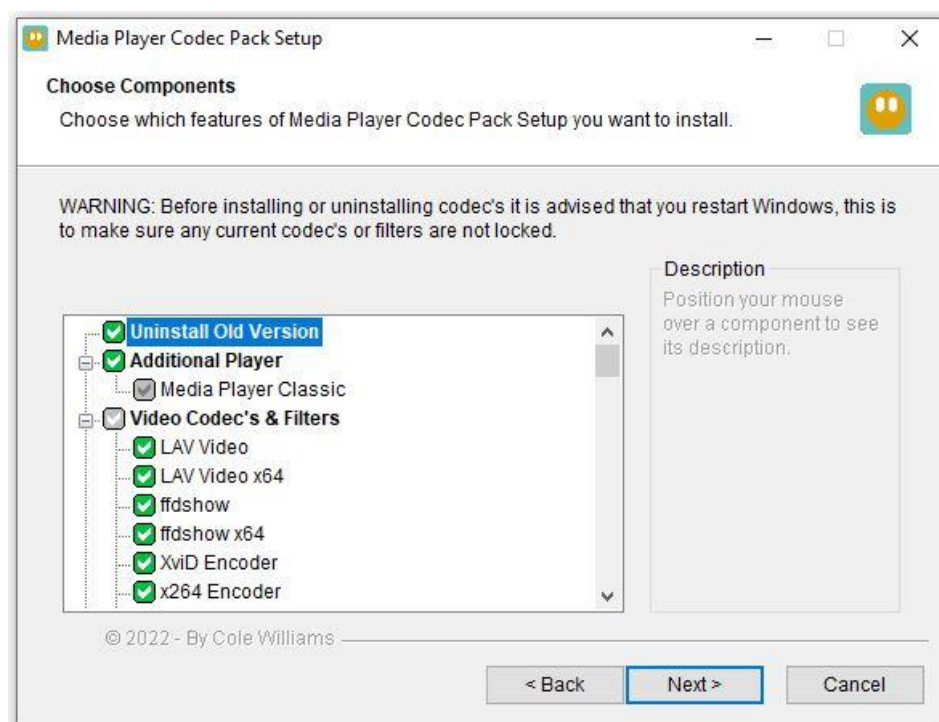 Media Player Codec Pack Setup
Choose Components
Choose which features of Media Player Codec Pack Setup you want to install.
WARNING: Before installing or uninstalling codec's it is advised that you restart Windows, this is
to make sure any current codec's or filters are not locked.
Description
Position your mouse
over a component to see
its description.
Uninstall Old Version
Additional Player
Media Player Classic
Video Codec's & Filters
LAV Video
LAV Video x64
ffdshow
ffdshow x64
XviD Encoder
x264 Encoder
© 2022 - By Cole Williams
< Back
Next >
Cancel